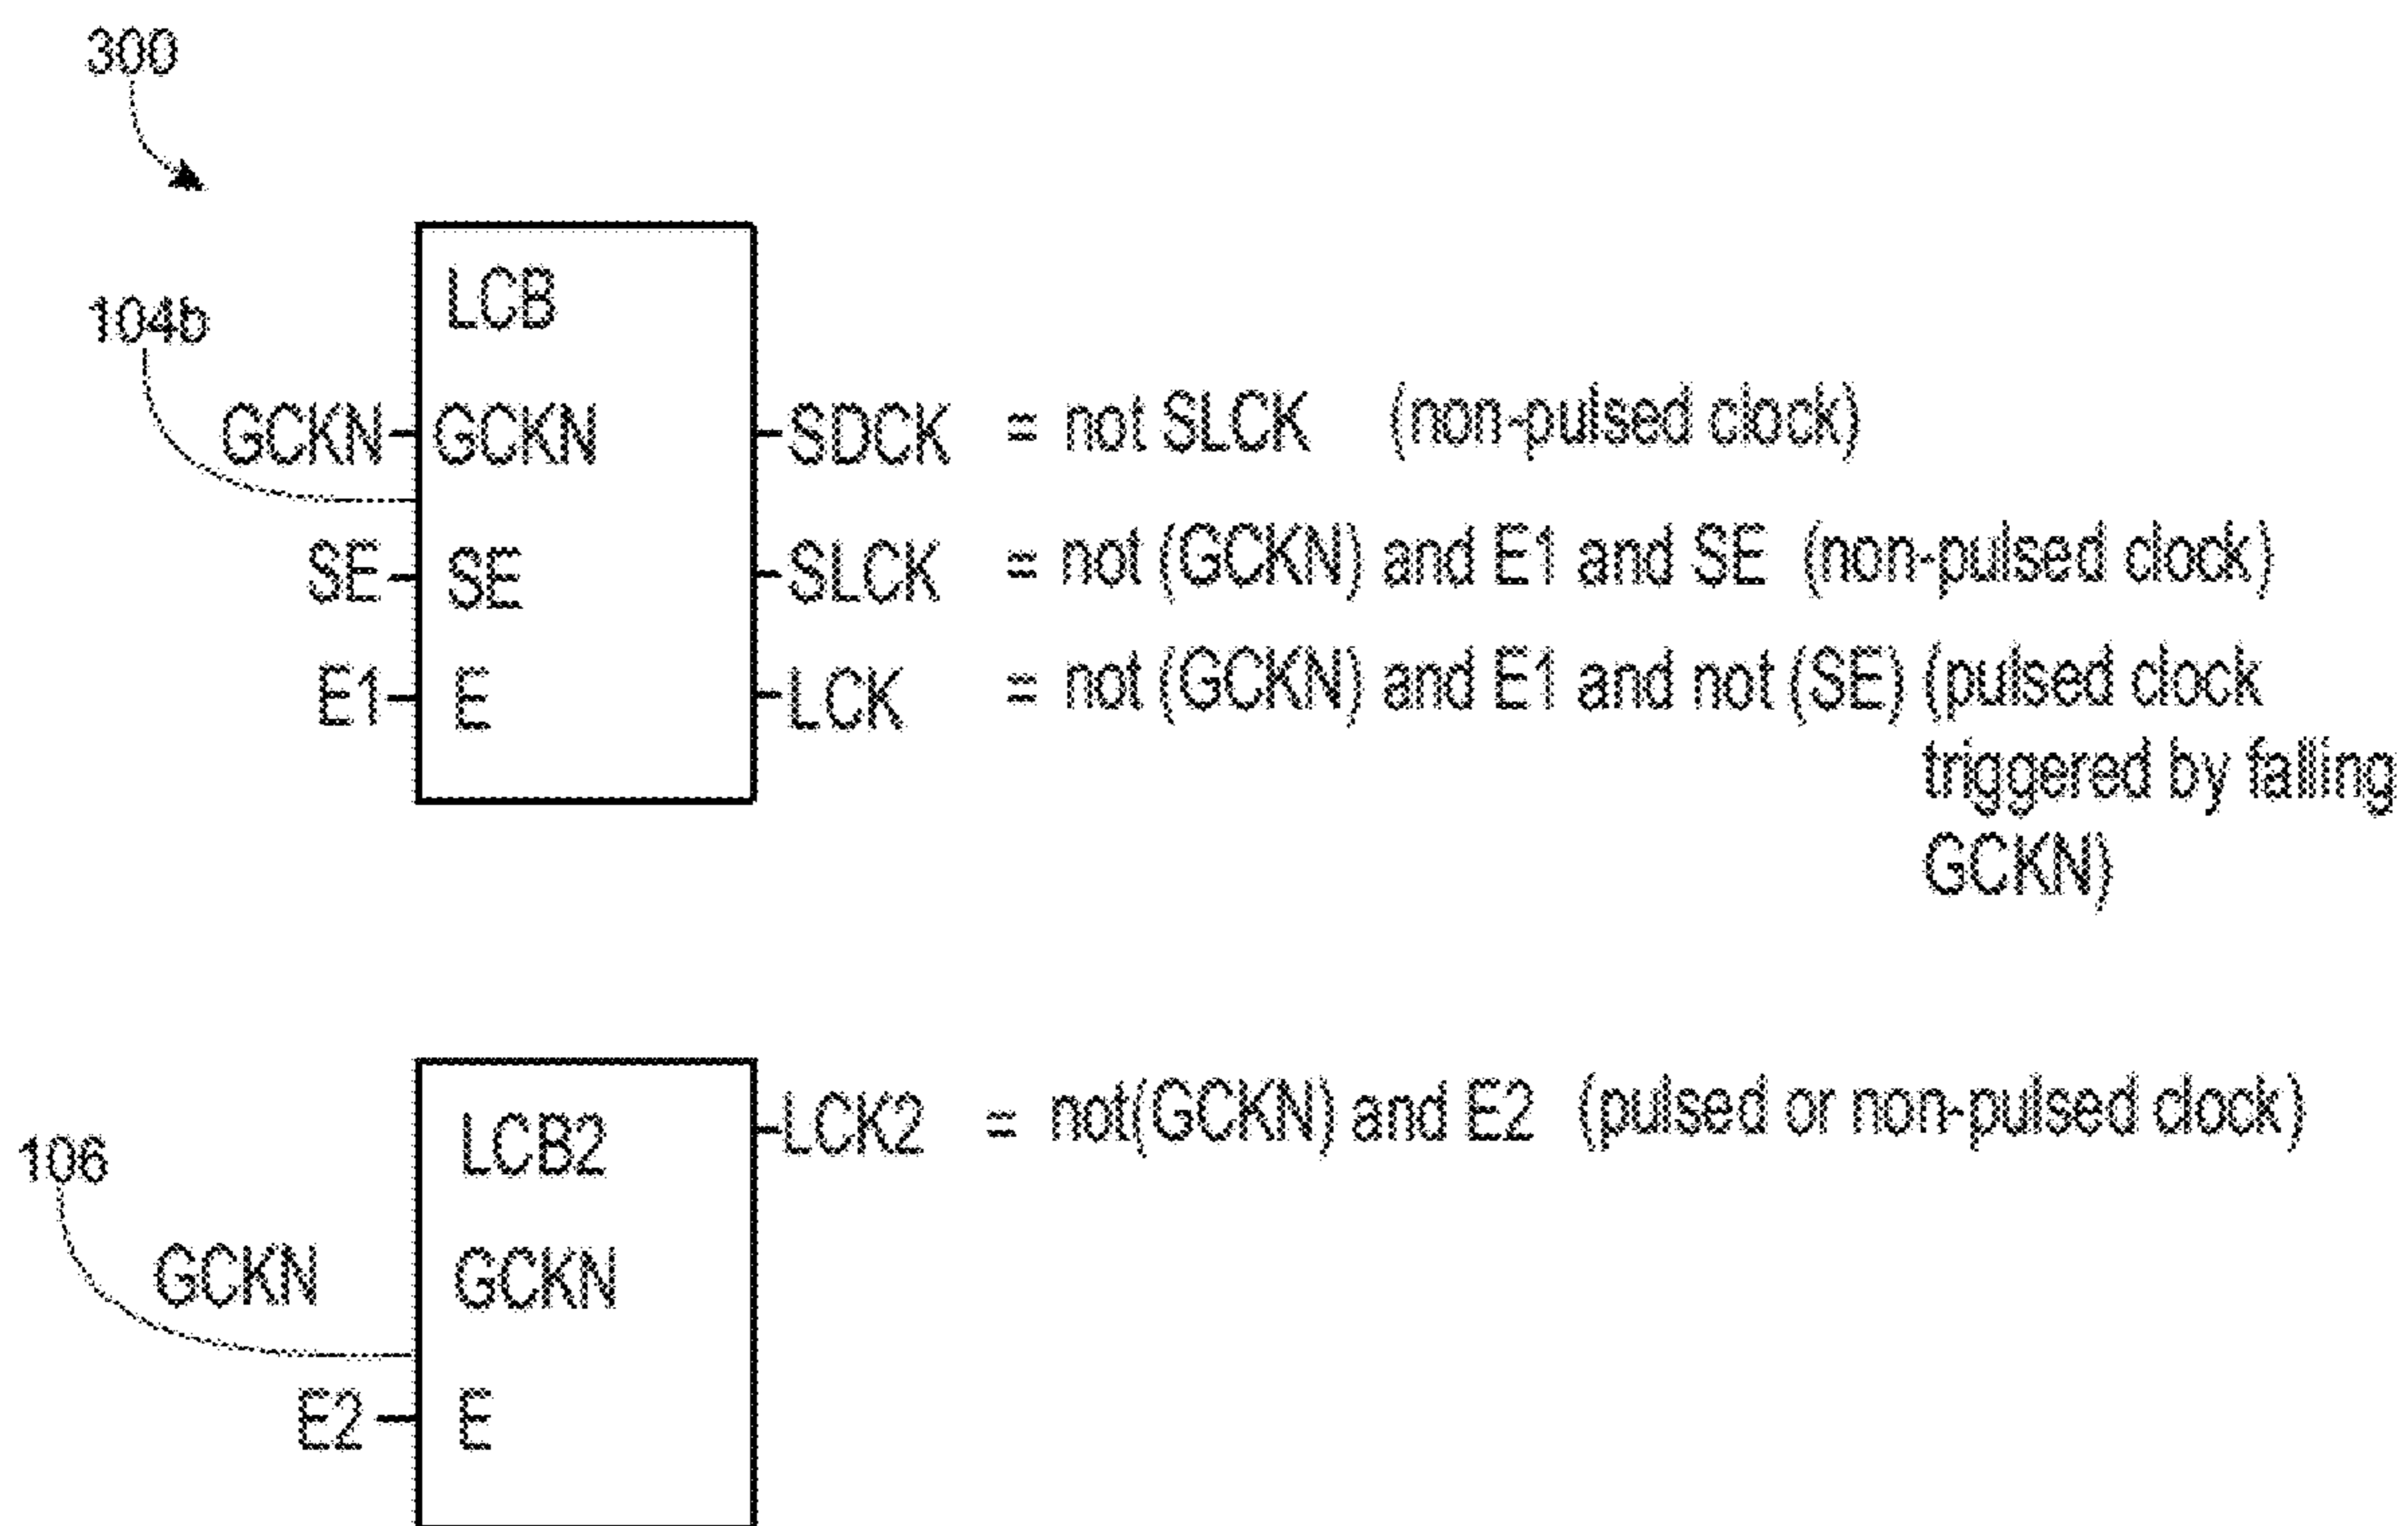 300
LCB
104b
GCKN GCKN SDCK = not SLCK (non-pulsed clock)
SE SE SLCK = not (GCKN) and E1 and SE (non-pulsed clock)
E1 E LCK = not (GCKN) and E1 and not (SE) (pulsed clock
triggered by falling
GCKN)
LCB2 LCK2 = not(GCKN) and E2 (pulsed or non-pulsed clock)
106
GCKN GCKN
E2 E